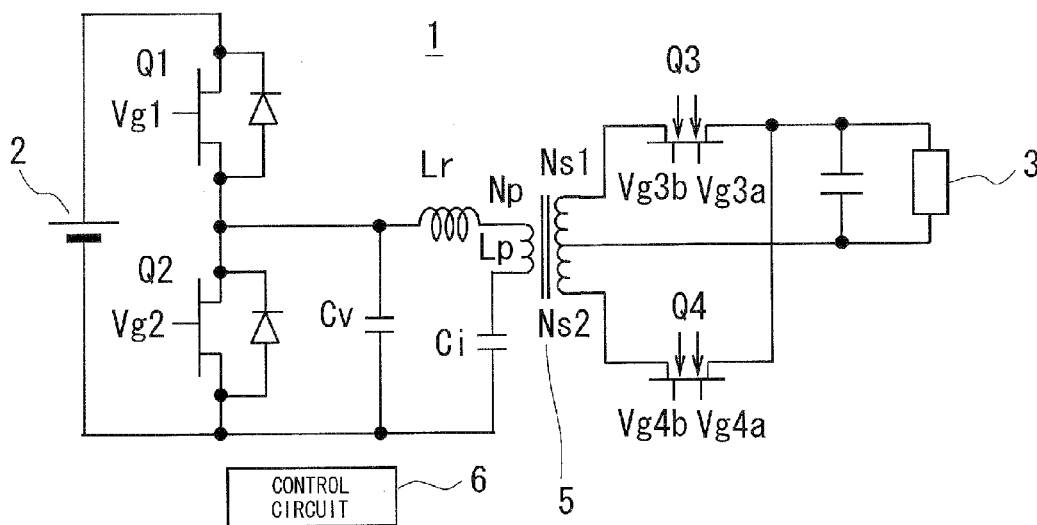 1
Q1
Vg1
2
Q2
Vg2
Lr
Np
Lp
Cv
Ci
Ns1
Ns2
Q3
Vg3b Vg3a
3
Q4
Vg4b Vg4a
CONTROL
CIRCUIT
6
5